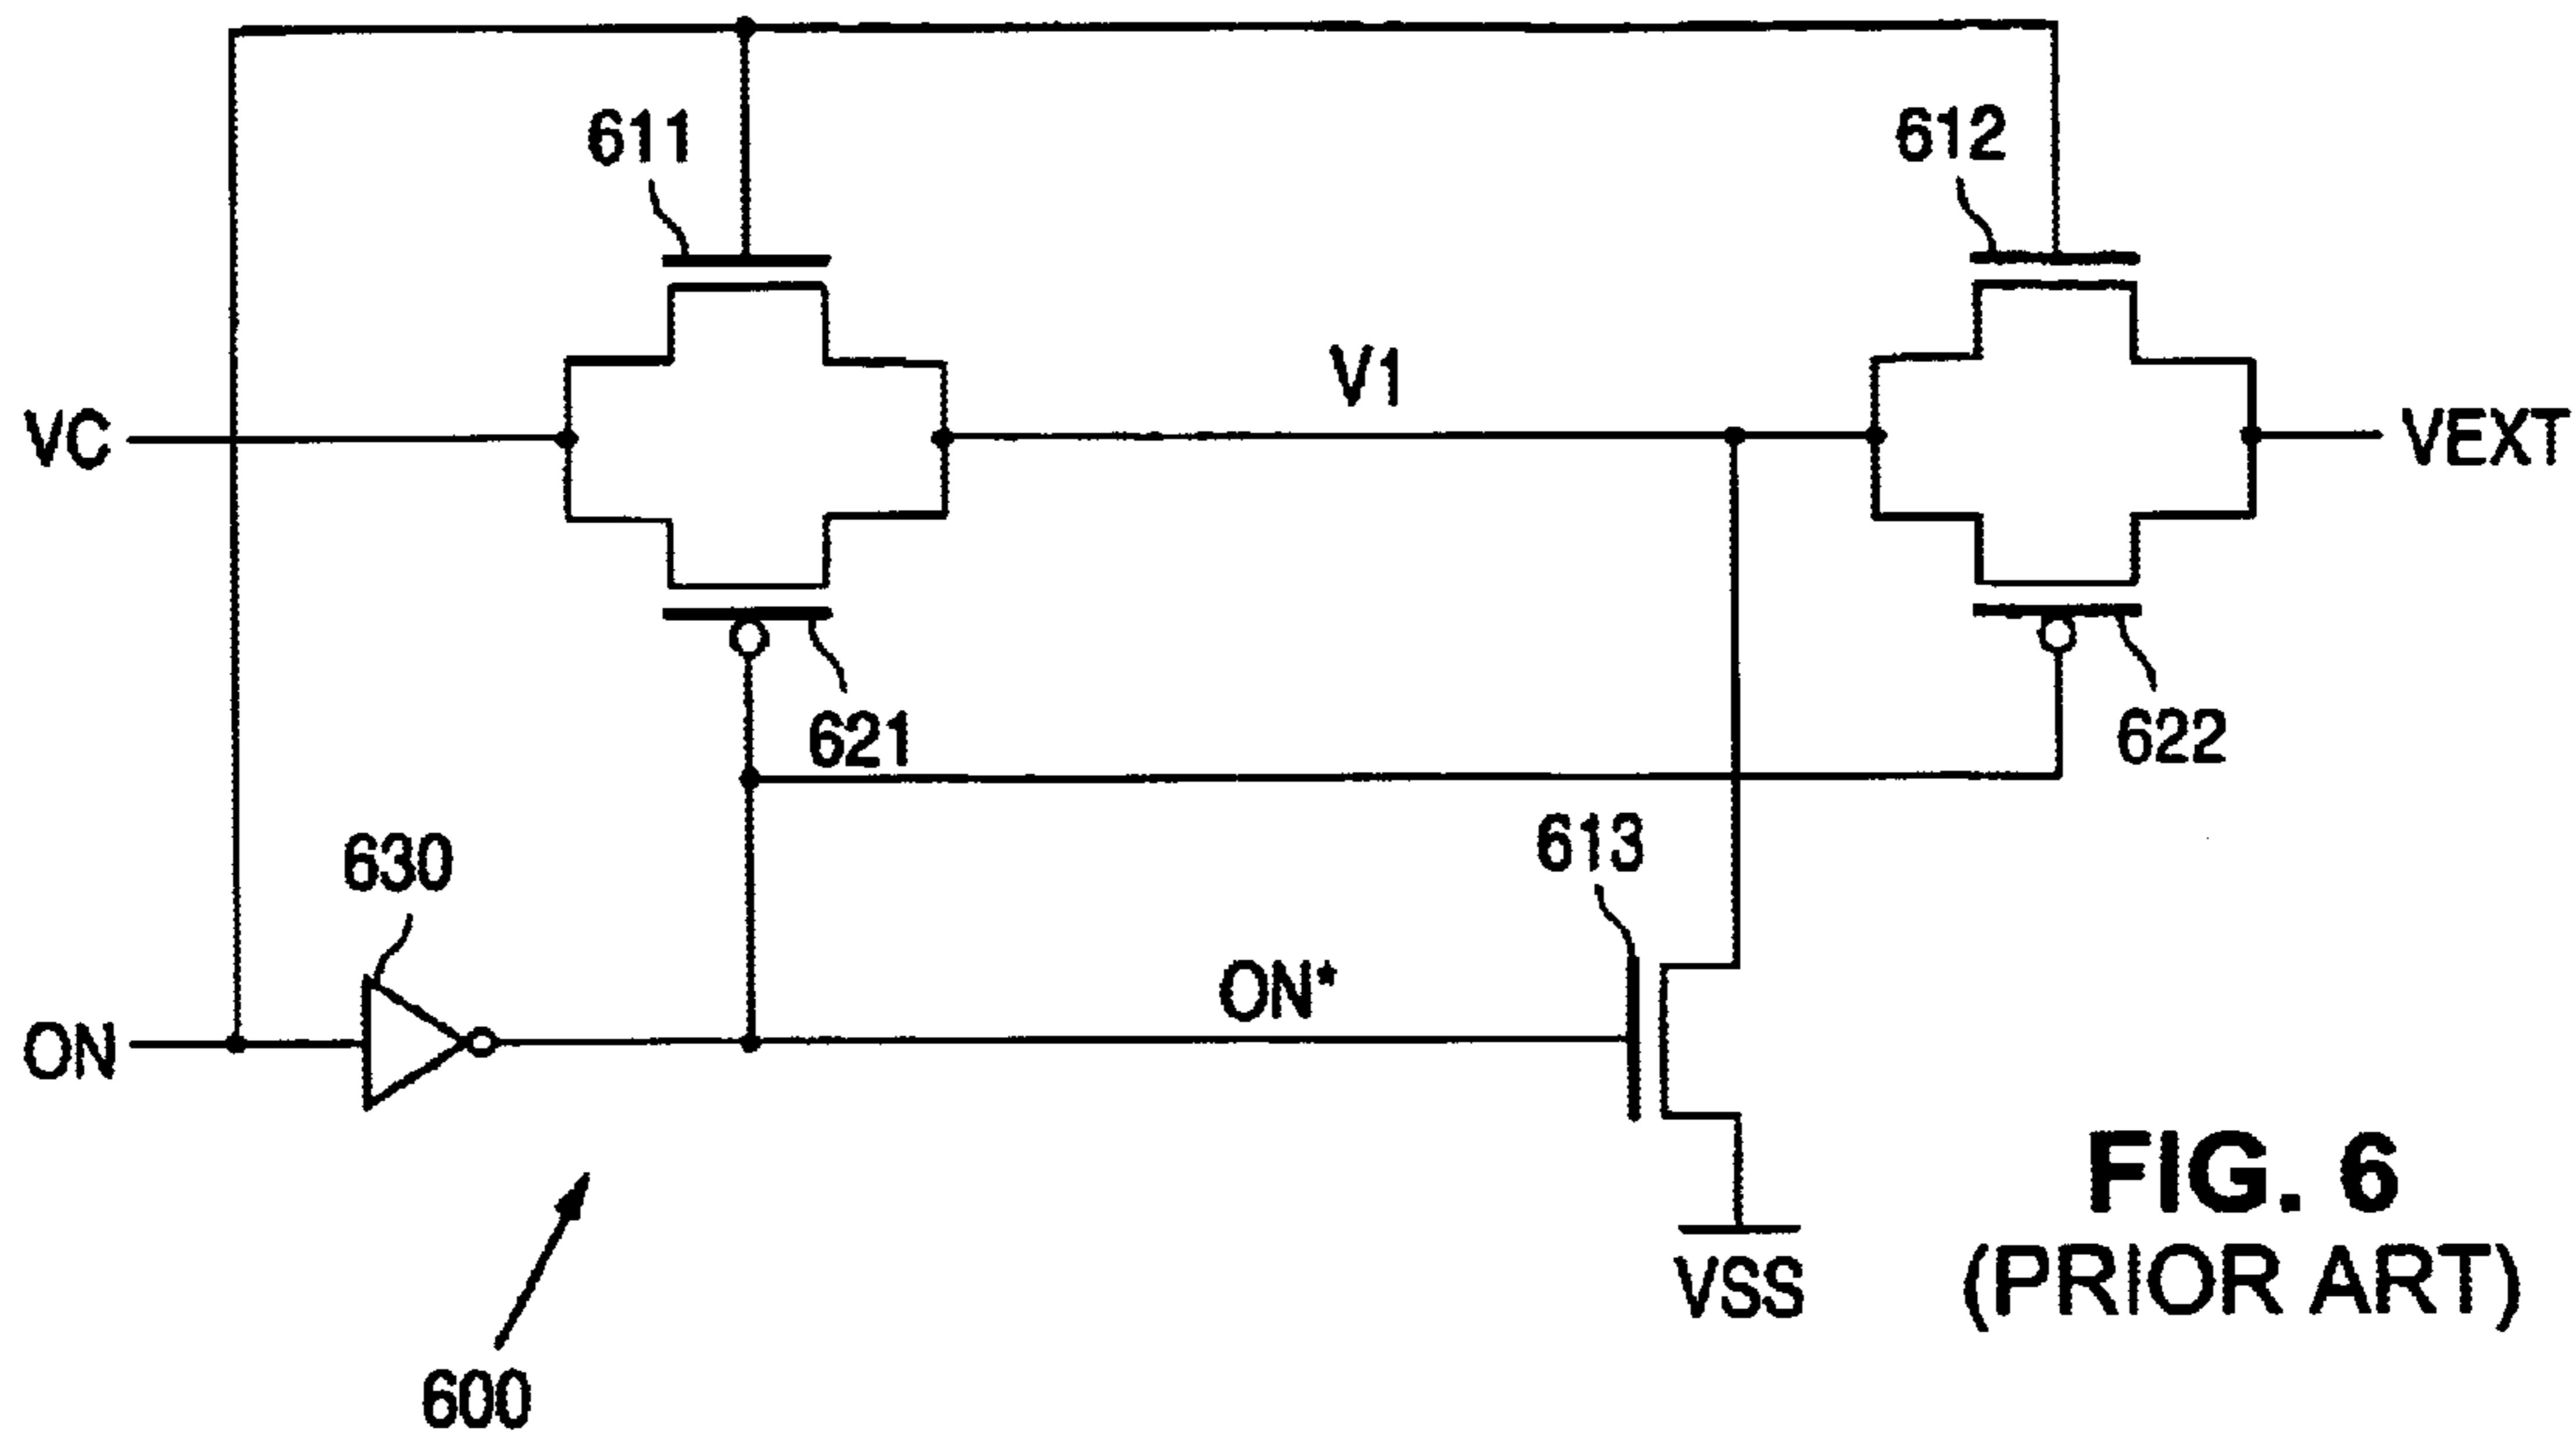 611
612
V1
VC
VEXT
621
622
613
630
ON*
ON
VSS
FIG. 6
(PRIOR ART)
600